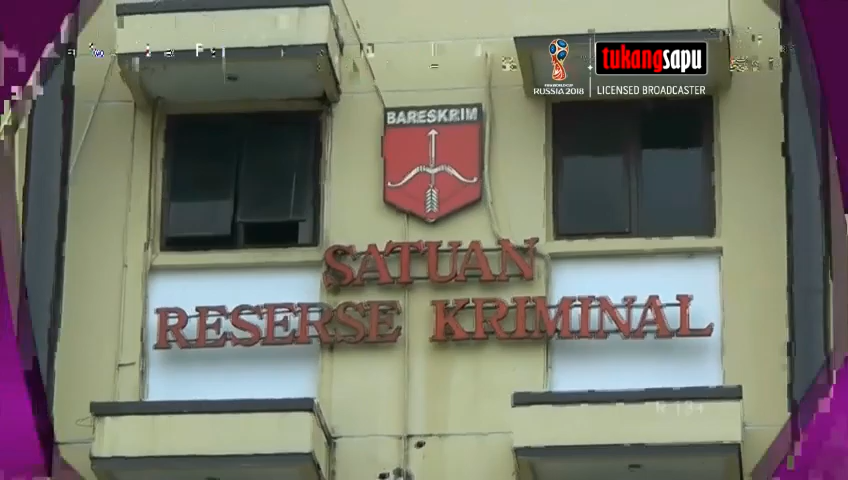 tukangsapu
RUSSIA 2018
LICENSED BROADCASTER
BARESKRIM
SATUAN
RESERSE KRIMINAL